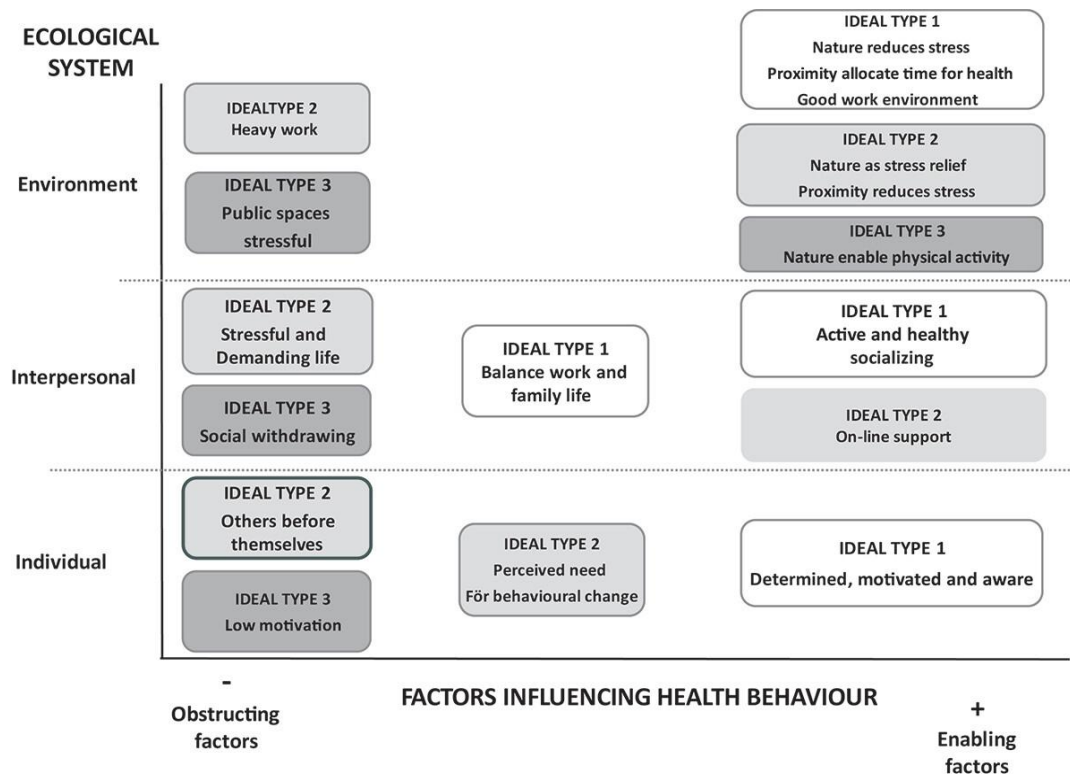 ECOLOGICAL
SYSTEM
IDEAL TYPE 1
Nature reduces stress
Proximity allocate time for health
Good work environment
IDEALTYPE 2
Heavy work
IDEAL TYPE 2
Nature as stress relief
Proximity reduces stress
Environment
IDEAL TYPE 3
Public spaces
stressful
IDEAL TYPE 3
Nature enable physical activity
IDEAL TYPE 2
Stressful and
Demanding life
IDEAL TYPE 1
Balance work and
family life
IDEAL TYPE 1
Active and healthy
socializing
Interpersonal
IDEAL TYPE 3
Social withdrawing
IDEAL TYPE 2
On-line support
IDEAL TYPE 2
Others before
themselves
Individual
IDEAL TYPE 2
Perceived need
För behavioural change
IDEAL TYPE 1
Determined, motivated and aware
IDEAL TYPE 3
Low motivation
-
Obstructing
factors
FACTORS INFLUENCING HEALTH BEHAVIOUR
+
Enabling
factors